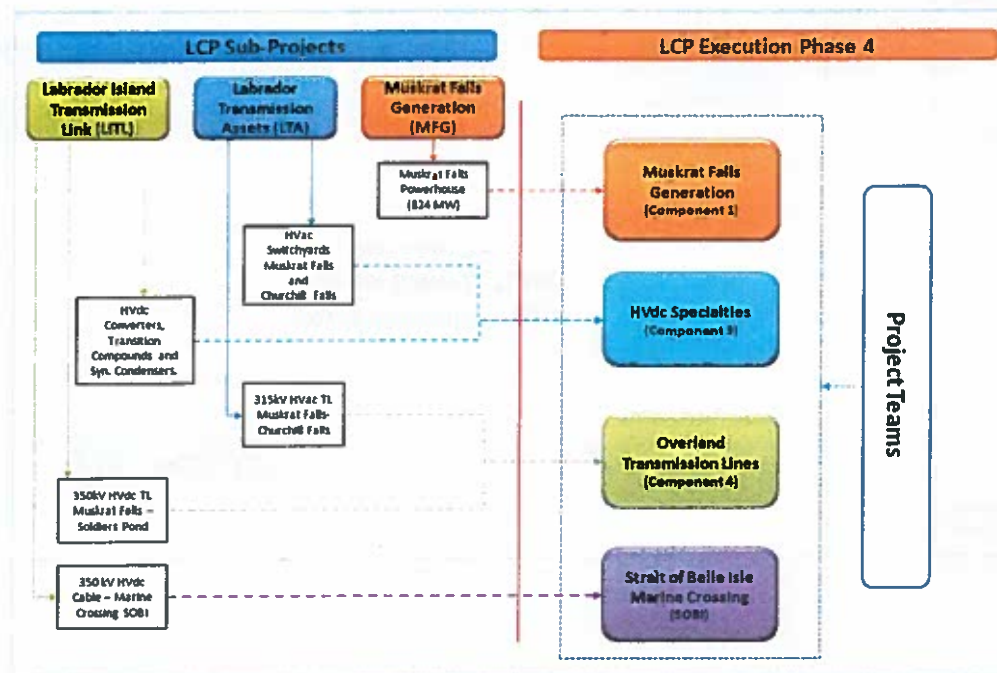 LCP Sub-Projects
LCP Execution Phase 4
Labrador Island
Transmission
Link (LITL)
Labrador
Transmission
Assets (LTA)
Muskrat Falls
Generation
(MFG)
Muskrat Falls
Powerhouse
(824 MW)
HVac
Switchyards
Muskrat Falls
and
Churchill Falls
HVdc
Converters,
Transition
Compounds and
Syn. Condensers.
315kV HVac TL
Muskrat Falls-
Churchill Falls
350kV HVdc TL
Muskrat Falls –
Soldiers Pond
350 kV HVdc
Cable – Marine
Crossing SOBI
Muskrat Falls
Generation
(Component 1)
HVdc Specialties
(Component 3)
Overland
Transmission Lines
(Component 4)
Strait of Belle Isle
Marine Crossing
(SOBI)
Project Teams